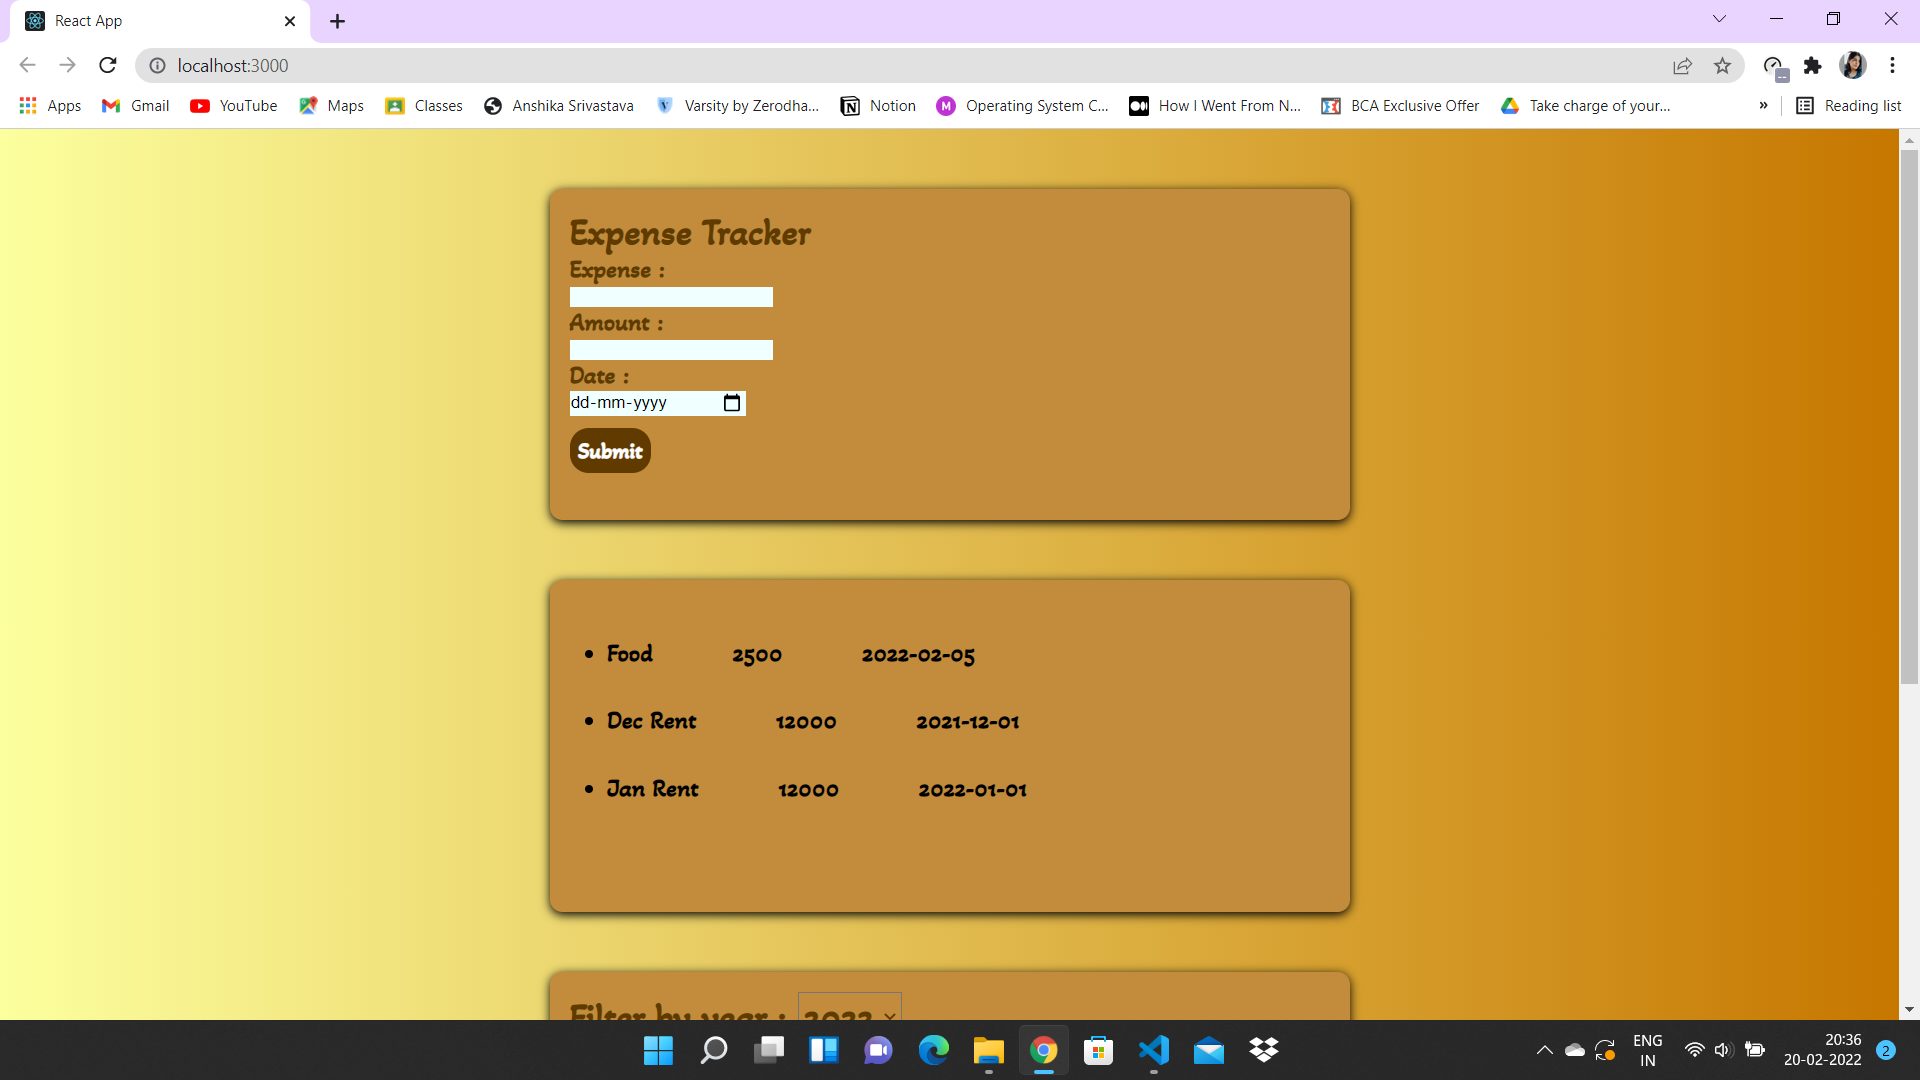 React App
localhost:3000
Apps Gmail YouTube Maps Classes Anshika Srivastava Varsity by Zerodha... Notion Operating System C... How I Went From N... BCA Exclusive Offer Take charge of your... » Reading list
Expense Tracker
Expense :
Amount :
Date :
dd-mm-yyyy
Submit
Food 2500 2022-02-05
Dec Rent 12000 2021-12-01
Jan Rent 12000 2022-01-01
Filter by year : 2022
ENG
IN
20:36
20-02-2022
2